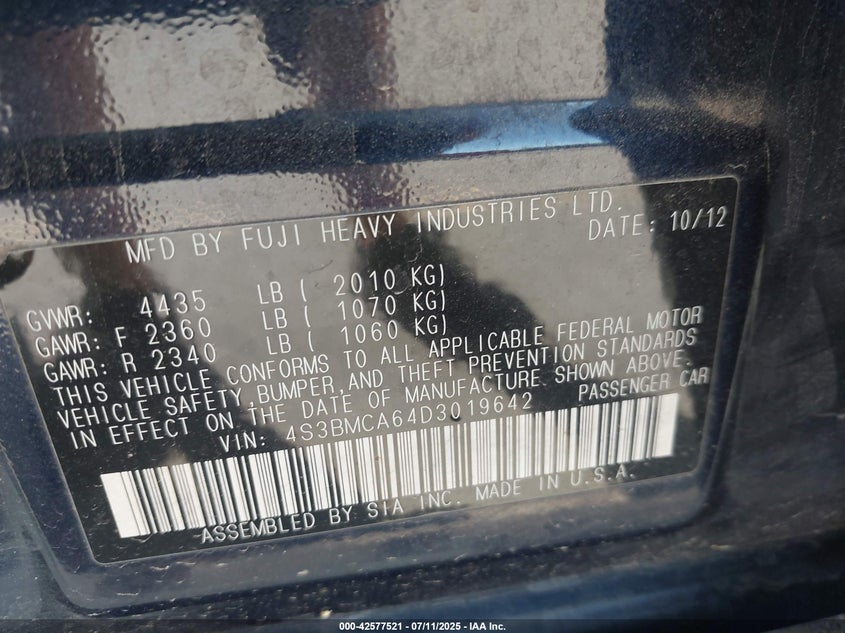 MFD BY FUJI HEAVY INDUSTRIES LTD.
DATE: 10/12
GVWR: 4435 LB ( 2010 KG)
GAWR: F 2360 LB ( 1070 KG)
GAWR: R 2340 LB ( 1060 KG)
THIS VEHICLE CONFORMS TO ALL APPLICABLE FEDERAL MOTOR
VEHICLE SAFETY, BUMPER, AND THEFT PREVENTION STANDARDS
IN EFFECT ON THE DATE OF MANUFACTURE SHOWN ABOVE.
VIN: 4S3BMCA64D3019642 PASSENGER CAR
ASSEMBLED BY SIA INC. MADE IN U.S.A.
000-42577521 - 07/11/2025 - IAA Inc.